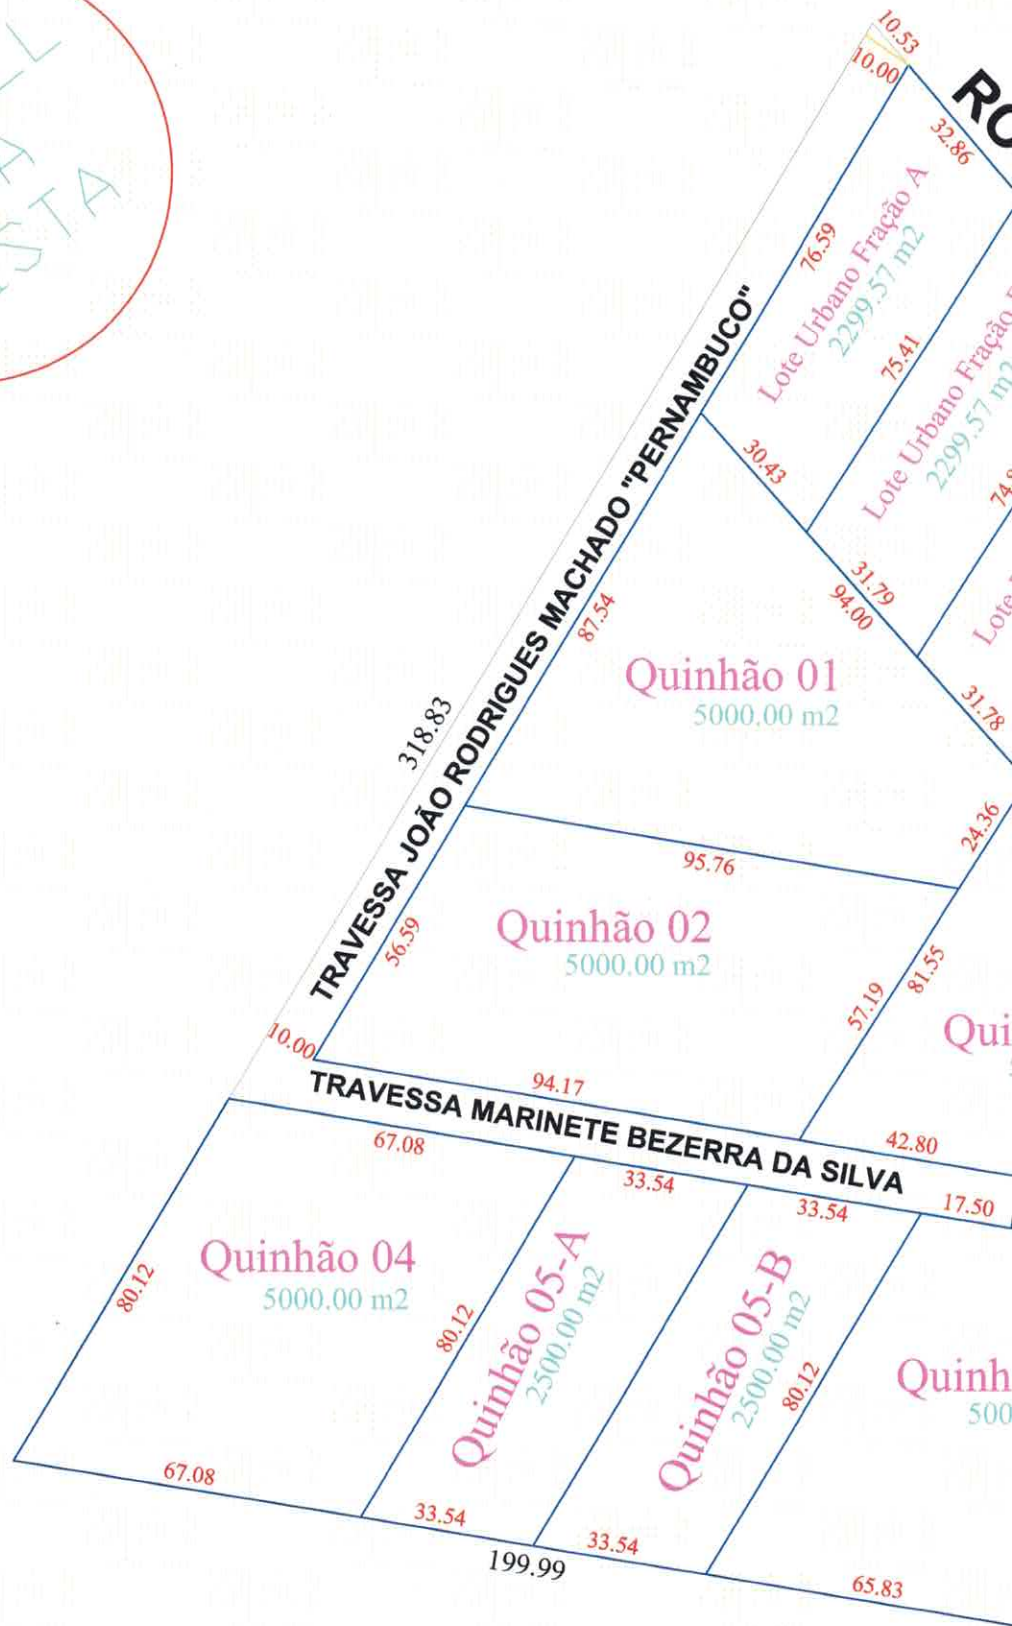 10.53
10.00
RO
32.86
76.59
Lote Urbano Fração A
2299.57 m2
75.41
Lote Urbano Fração
2299.57 m2
30.43
31.79
94.00
31.78
Lote
TRAVESSA JOÃO RODRIGUES MACHADO "PERNAMBUCO"
318.83
87.54
Quinhão 01
5000.00 m2
24.36
95.76
56.59
Quinhão 02
5000.00 m2
57.19
81.55
Qui
10.00
94.17
TRAVESSA MARINETE BEZERRA DA SILVA
42.80
67.08
33.54
33.54
17.50
80.12
Quinhão 04
5000.00 m2
80.12
Quinhão 05-A
2500.00 m2
Quinhão 05-B
2500.00 m2
80.12
Quinh
500
67.08
33.54
33.54
199.99
65.83